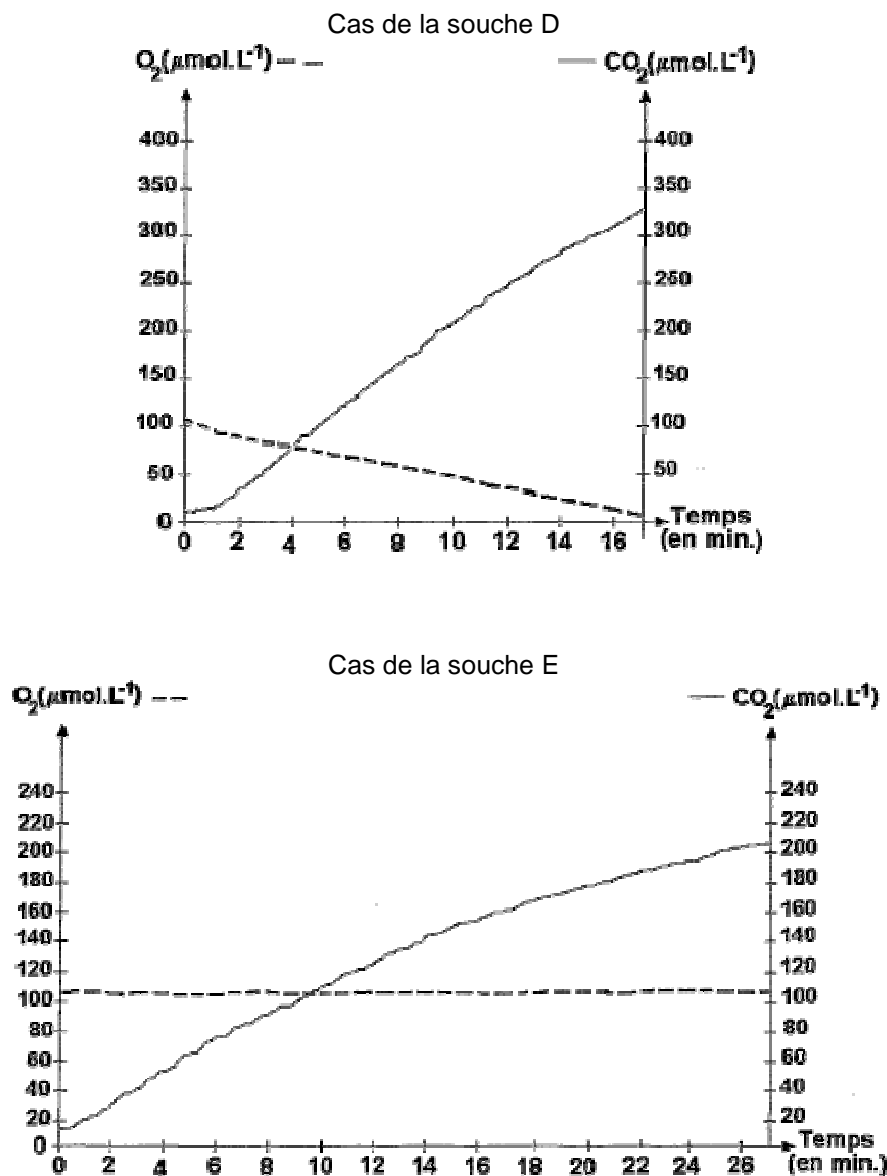 Cas de la souche D
O2(µmol.L-1) – –
— CO2(µmol.L-1)
400 400
350 350
300 300
250 250
200 200
150 150
100 100
50 50
0
0 2 4 6 8 10 12 14 16
Temps
(en min.)
Cas de la souche E
O2(µmol.L-1) – –
— CO2(µmol.L-1)
240 240
220 220
200 200
180 180
160 160
140 140
120 120
100 100
80 80
60 60
40 40
20 20
0
0 2 4 6 8 10 12 14 16 18 20 22 24 26
Temps
(en min.)